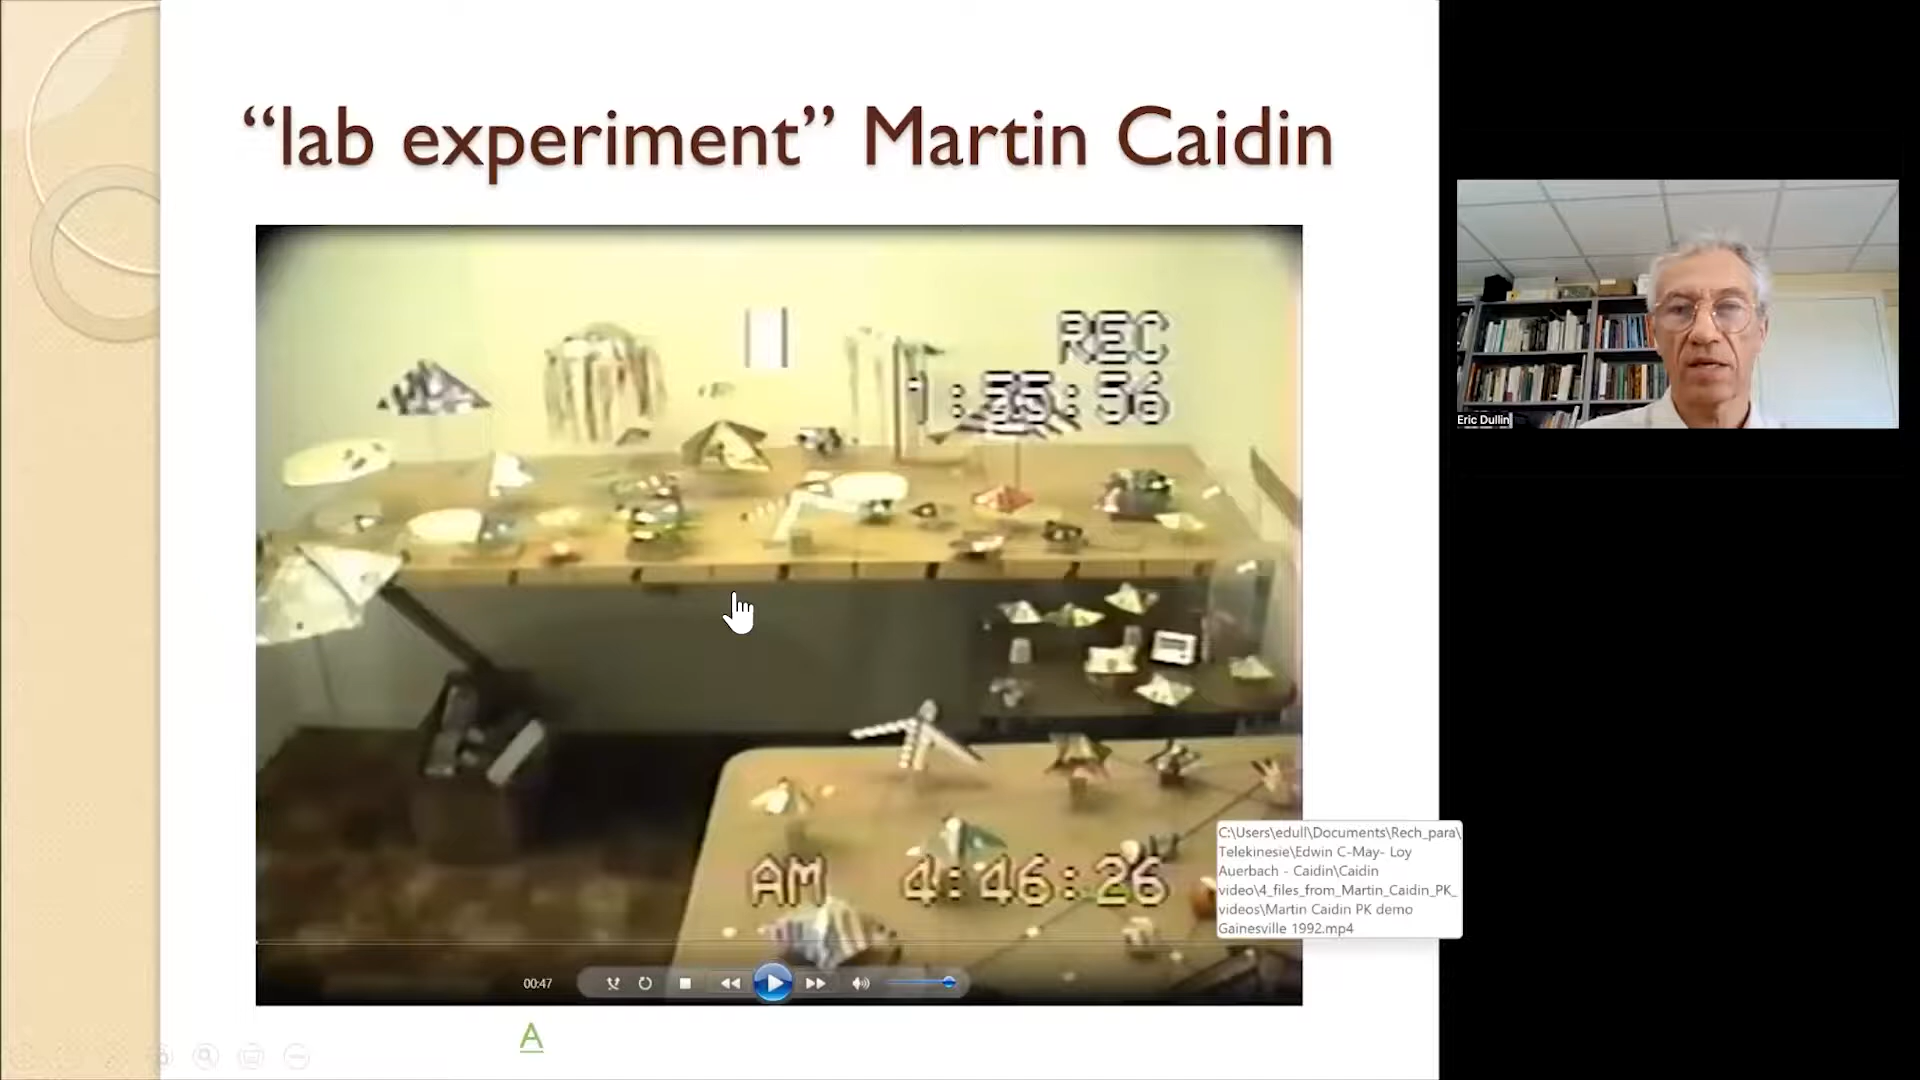 “lab experiment” Martin Caidin
REC
1:55:56
Eric Dullin
AM 4:46:26
C:\Users\edull\Documents\Rech_para\
Telekinesie\Edwin C-May- Loy
Auerbach - Caidin\Caidin
video\4_files_from_Martin_Caidin_PK_
videos\Martin Caidin PK demo
Gainesville 1992.mp4
00:47
A